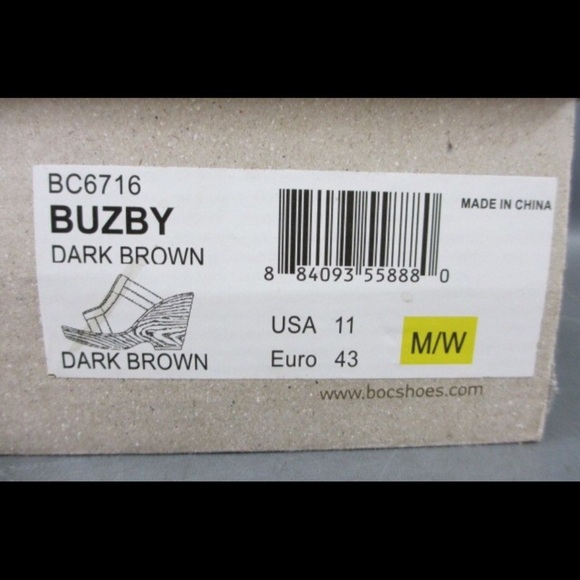 BC6716
BUZBY
DARK BROWN
DARK BROWN
8 84093 55888 0
MADE IN CHINA
USA 11
Euro 43
M/W
www.bocshoes.com